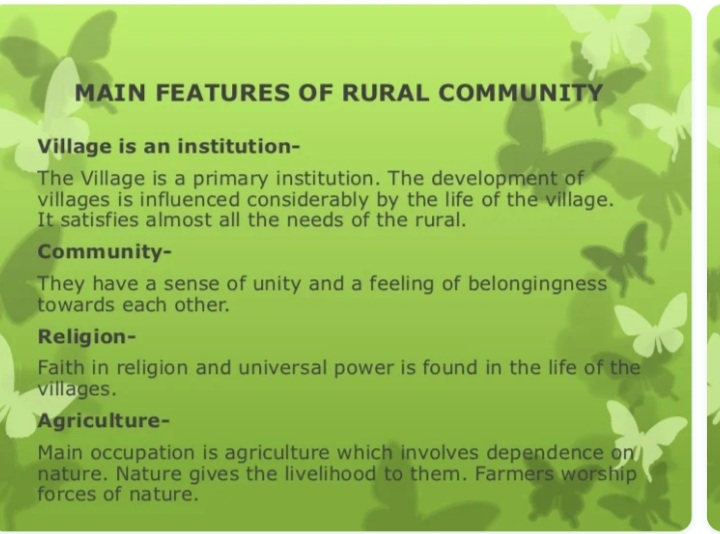 MAIN FEATURES OF RURAL COMMUNITY
Village is an institution-
The Village is a primary institution. The development of
villages is influenced considerably by the life of the village.
It satisfies almost all the needs of the rural.
Community-
They have a sense of unity and a feeling of belongingness
towards each other.
Religion-
Faith in religion and universal power is found in the life of the
villages.
Agriculture-
Main occupation is agriculture which involves dependence on
nature. Nature gives the livelihood to them. Farmers worship
forces of nature.